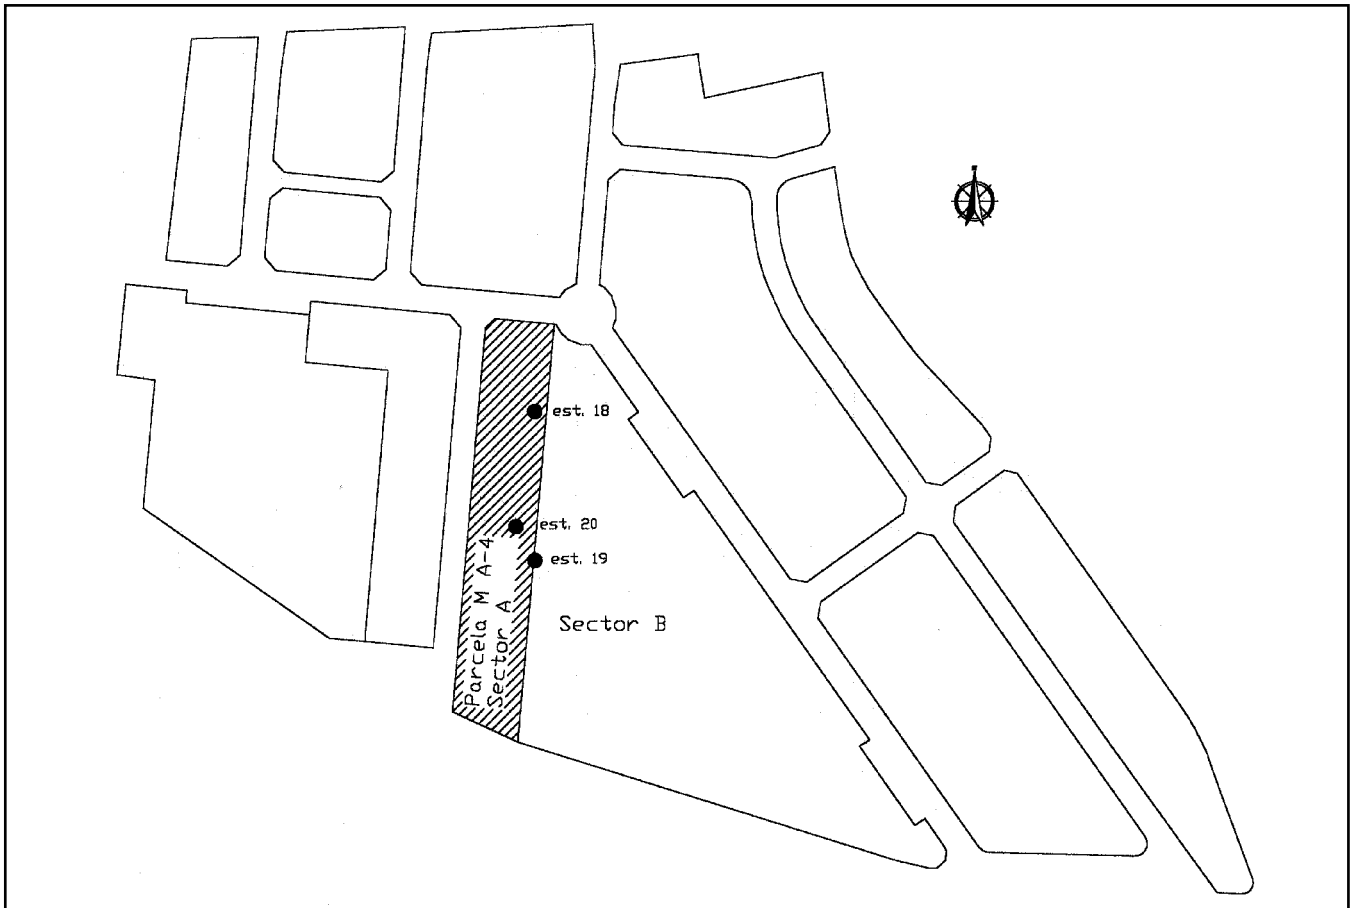 est. 18
est. 20
est. 19
Parcela M A-4
Sector A
Sector B